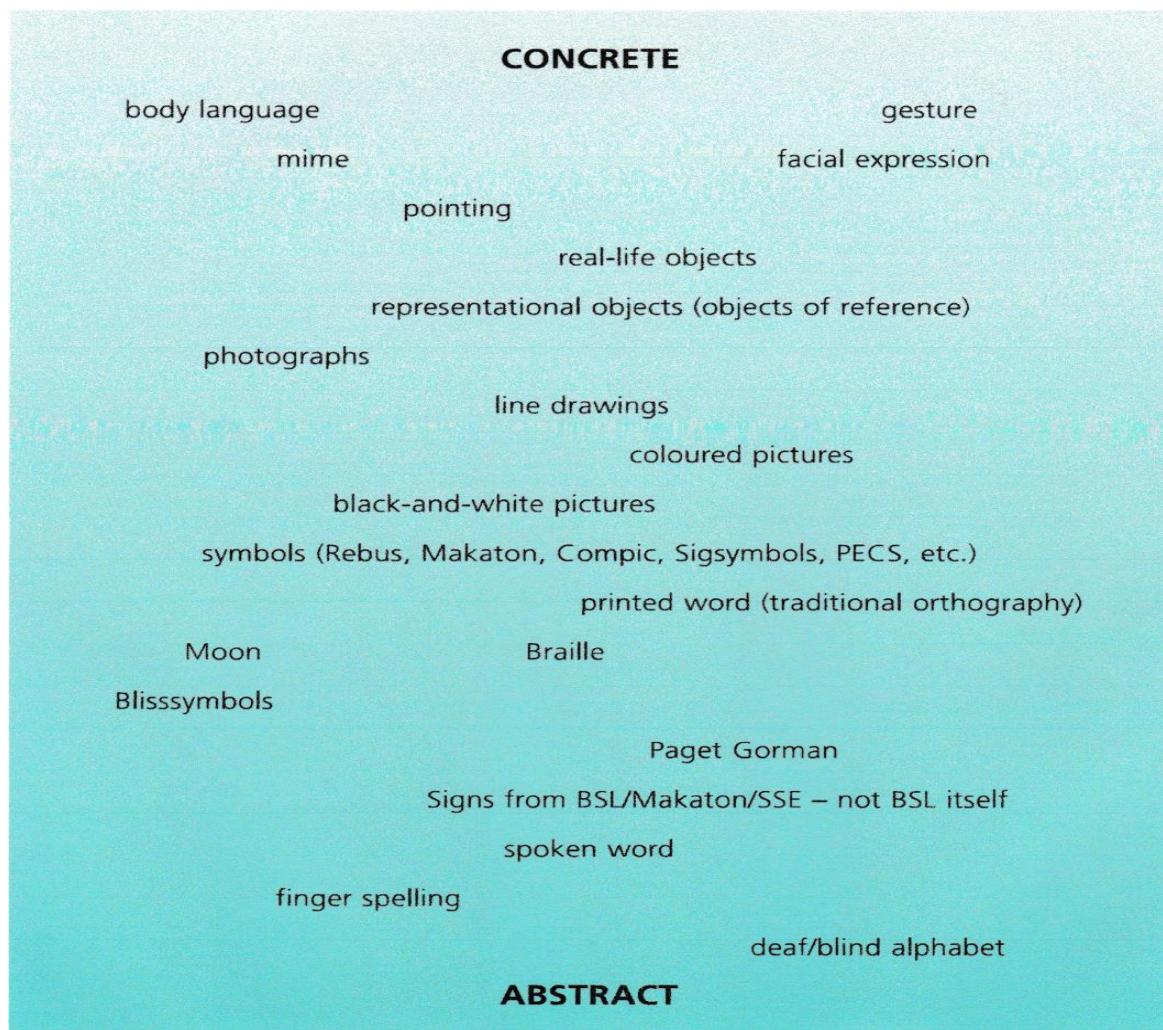 CONCRETE
body language gesture
mime facial expression
pointing
real-life objects
representational objects (objects of reference)
photographs
line drawings
coloured pictures
black-and-white pictures
symbols (Rebus, Makaton, Compic, Sigsymbols, PECS, etc.)
printed word (traditional orthography)
Moon Braille
Blisssymbols
Paget Gorman
Signs from BSL/Makaton/SSE – not BSL itself
spoken word
finger spelling
deaf/blind alphabet
ABSTRACT